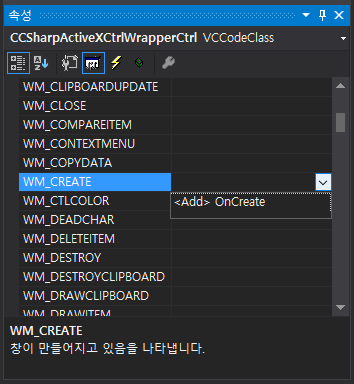 속성
CCSharpActiveXCtrlWrapperCtrl VCCodeClass
WM_CLIPBOARDUPDATE
WM_CLOSE
WM_COMPAREITEM
WM_CONTEXTMENU
WM_COPYDATA
WM_CREATE
WM_CTLCOLOR
<Add> OnCreate
WM_DEADCHAR
WM_DELETEITEM
WM_DESTROY
WM_DESTROYCLIPBOARD
WM_DRAWCLIPBOARD
WM_DRAWITEM
WM_CREATE
창이 만들어지고 있음을 나타냅니다.